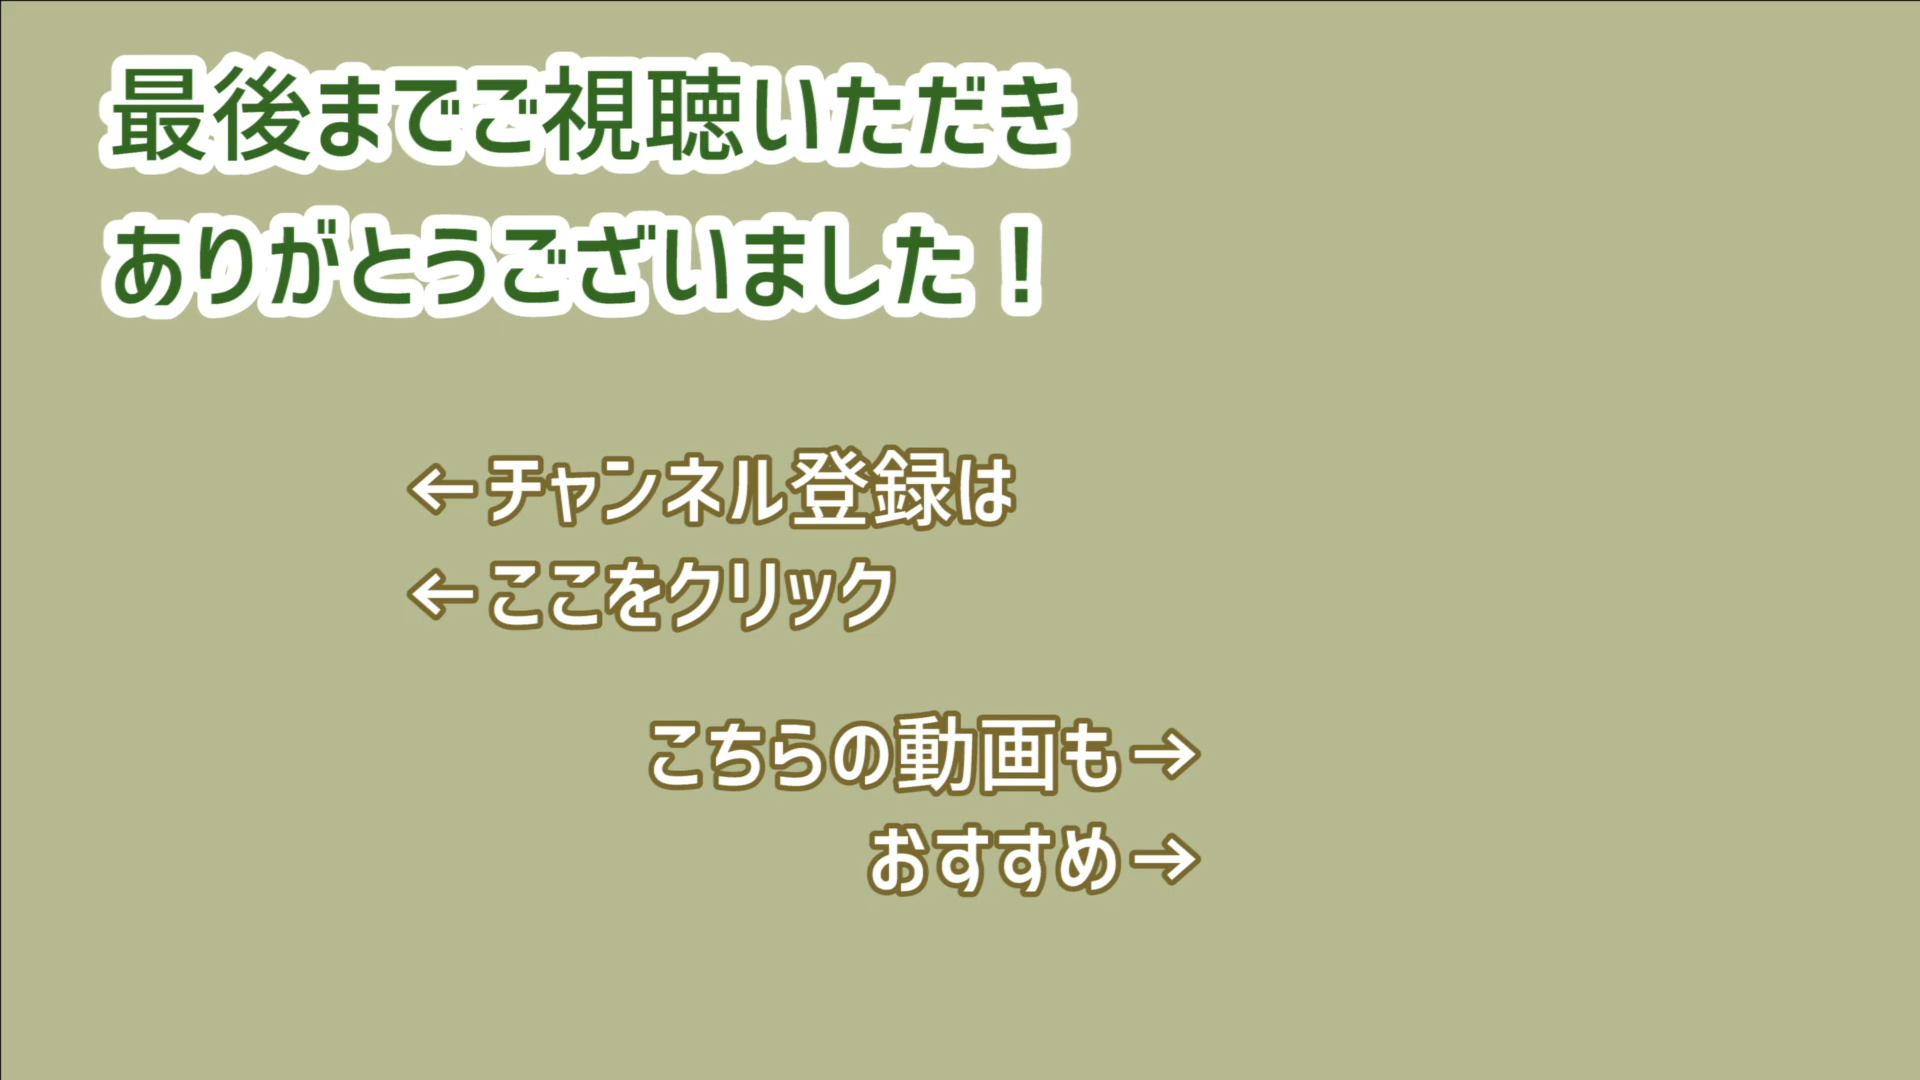 最後までご視聴いただき
ありがとうございました！
←チャンネル登録は
←ここをクリック
こちらの動画も→
おすすめ→